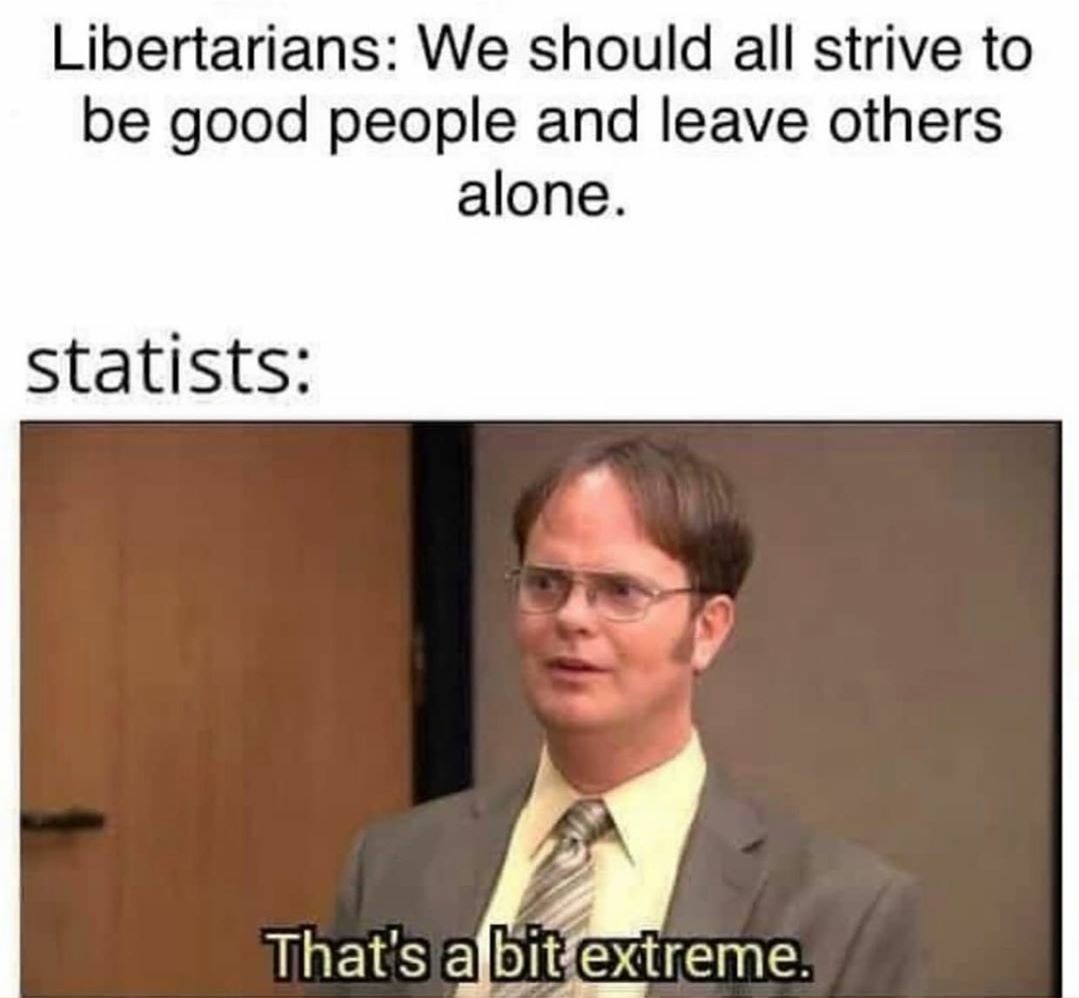 Libertarians: We should all strive to
be good people and leave others
alone.
statists:
That's a bit extreme.